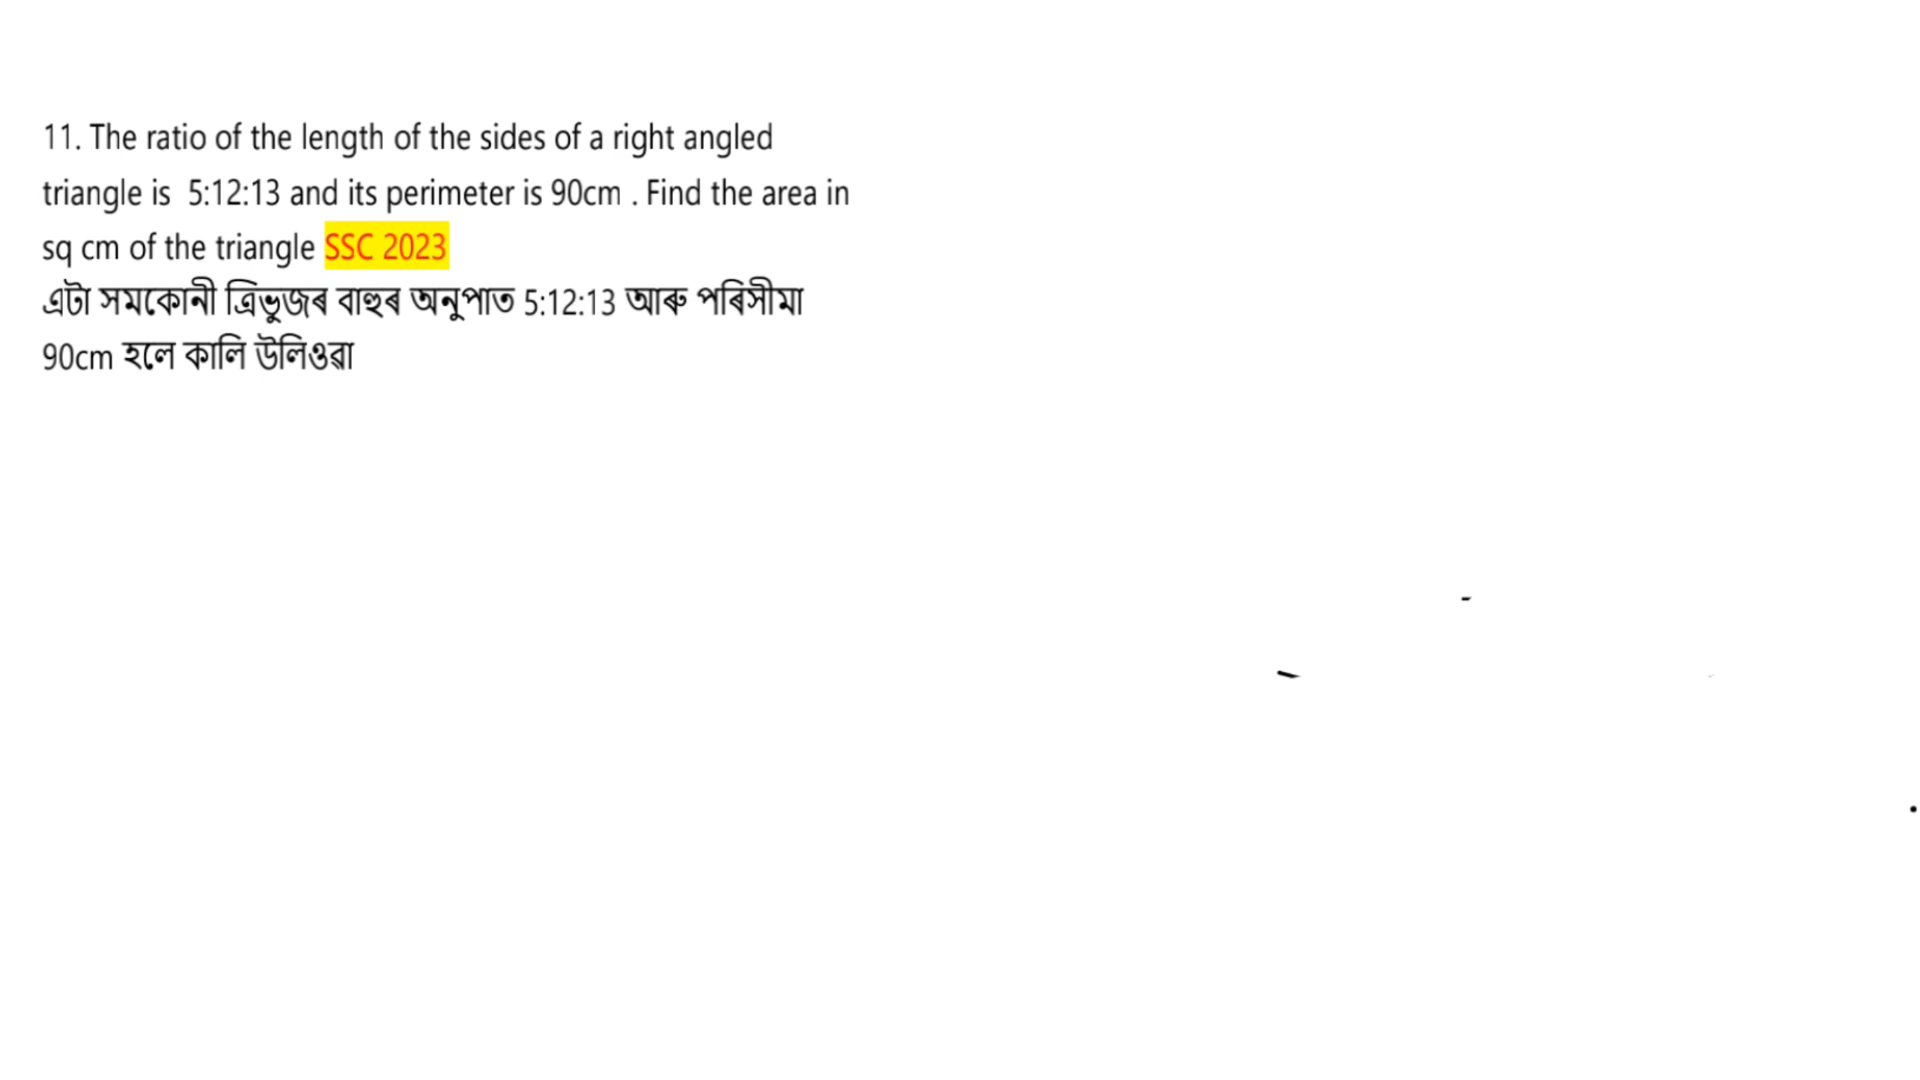 11. The ratio of the length of the sides of a right angled
triangle is  5:12:13 and its perimeter is 90cm . Find the area in
sq cm of the triangle SSC 2023
এটা সমকোনী ত্রিভুজৰ বাহুৰ অনুপাত 5:12:13 আৰু পৰিসীমা
90cm হলে কালি উলিওৱা